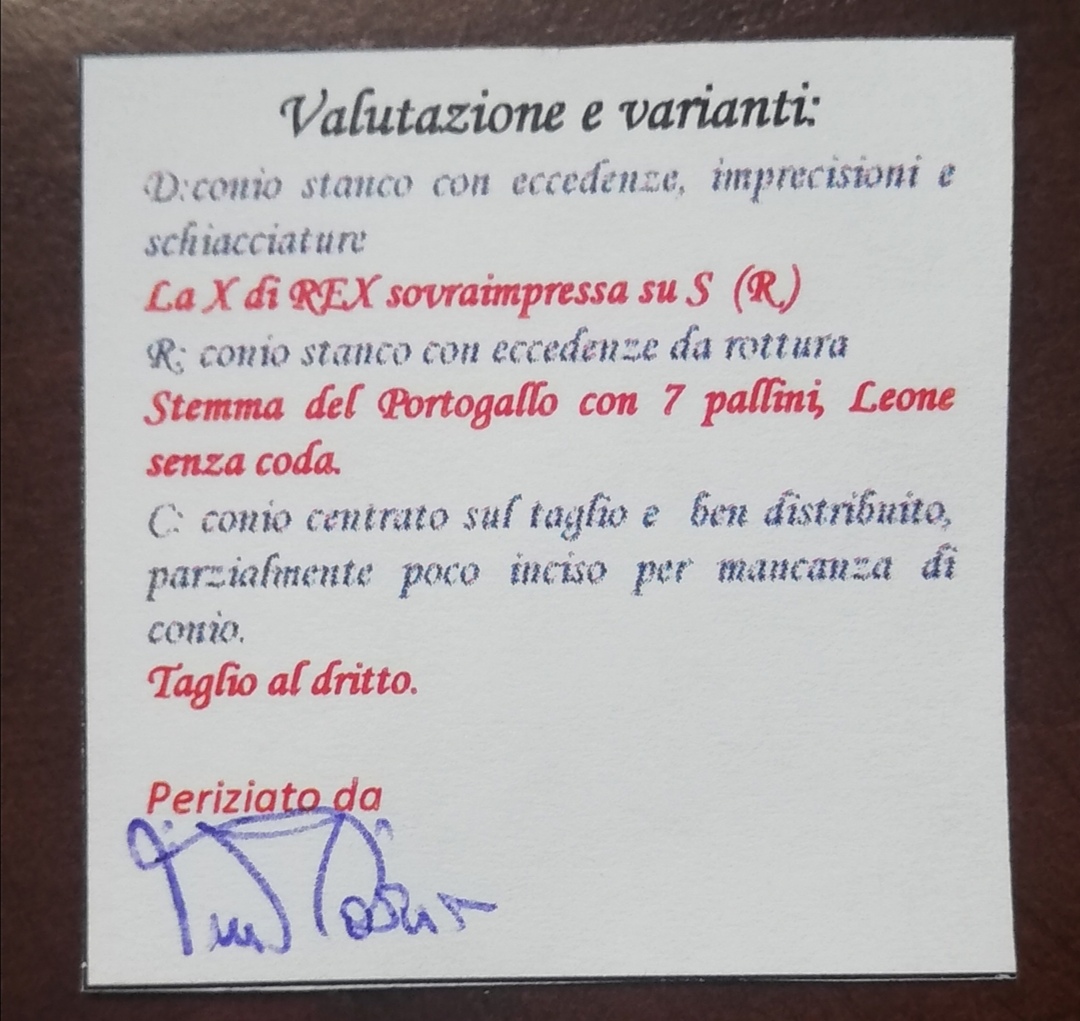 Valutazione e varianti:
D:conio stanco con eccedenze, imprecisioni e
schiacciature
La X di REX sovraimpressa su S (R.)
R: conio stanco con eccedenze da rottura
Stemma del Portogallo con 7 pallini, Leone
senza coda.
C: conio centrato sul taglio e ben distribuito,
parzialmente poco inciso per mancanza di
conio.
Taglio al dritto.
Periziato da